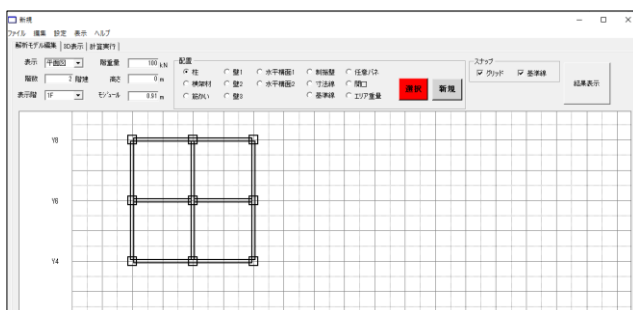 新規
ファイル 編集 設定 表示 ヘルプ
解析モデル編集 3D表示 計算実行
表示 平面図 階重量 100 kN
階数 2 階建 高さ 0 m
表示階 1F モジュール 0.91 m
配置
柱 壁1 水平構面1 制振壁 任意バネ
横架材 壁2 水平構面2 寸法線 開口
筋かい 壁3 基準線 エリア重量
選択 新規
スナップ
グリッド 基準線
結果表示
Y8
Y6
Y4